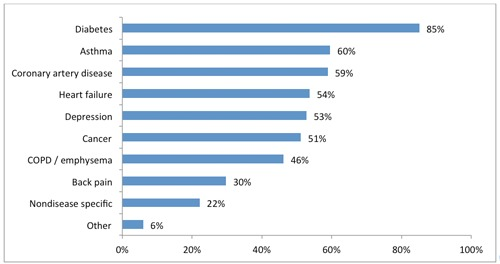 Diabetes 85%
Asthma 60%
Coronary artery disease 59%
Heart failure 54%
Depression 53%
Cancer 51%
COPD / emphysema 46%
Back pain 30%
Nondisease specific 22%
Other 6%
0% 20% 40% 60% 80% 100%